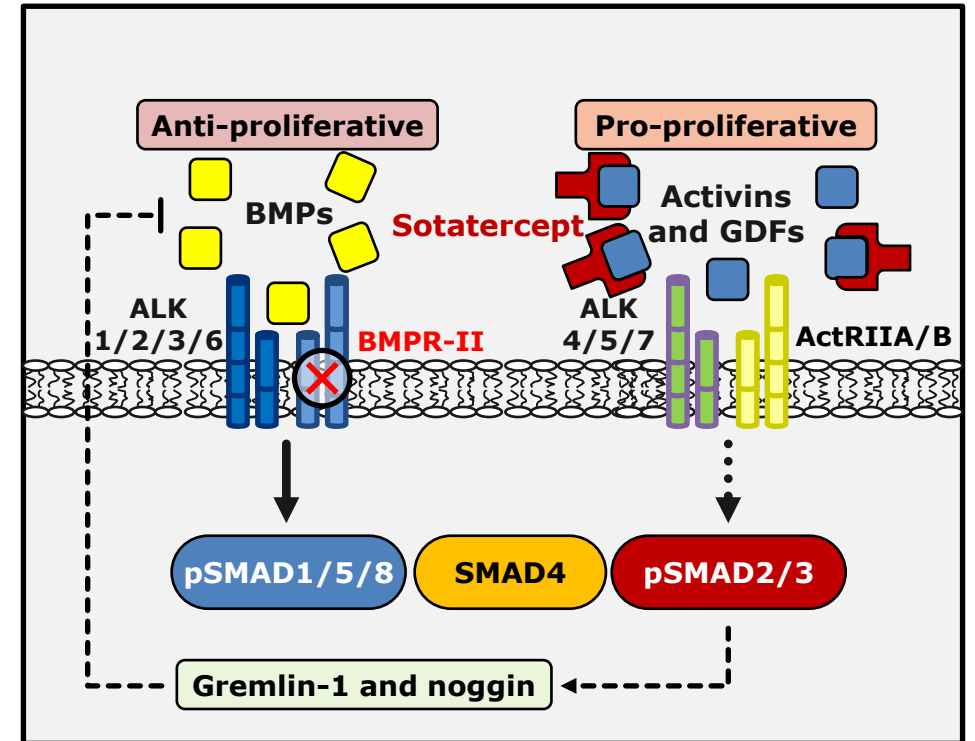 Anti-proliferative
Pro-proliferative
BMPs
Sotatercept
Activins
and GDFs
ALK
1/2/3/6
BMPR-II
ALK
4/5/7
ActRIIA/B
pSMAD1/5/8
SMAD4
pSMAD2/3
Gremlin-1 and noggin